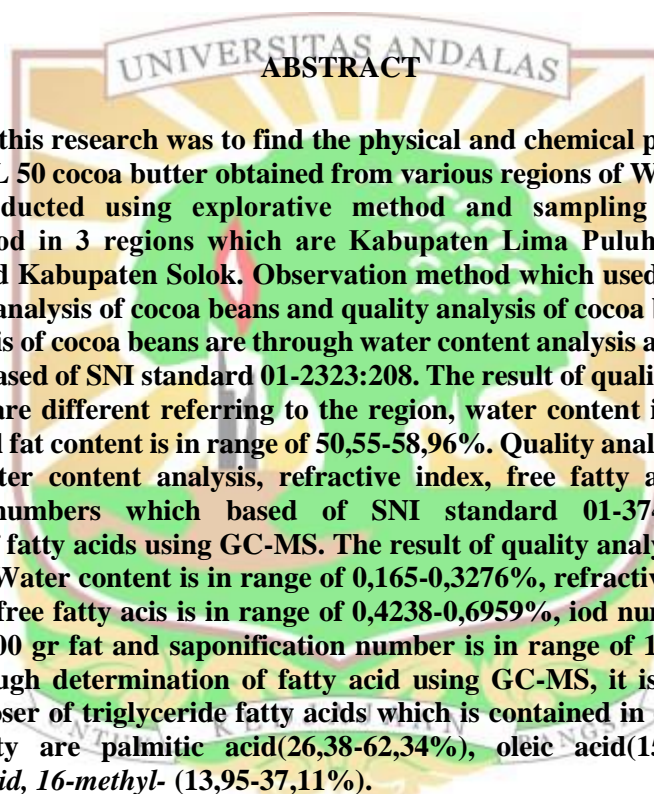 UNIVERSITAS ANDALAS
ABSTRACT
this research was to find the physical and chemical p
L 50 cocoa butter obtained from various regions of W
ducted using explorative method and sampling
od in 3 regions which are Kabupaten Lima Puluh
d Kabupaten Solok. Observation method which used
analysis of cocoa beans and quality analysis of cocoa b
is of cocoa beans are through water content analysis a
ased of SNI standard 01-2323:208. The result of quali
are different referring to the region, water content i
l fat content is in range of 50,55-58,96%. Quality anal
ter content analysis, refractive index, free fatty a
numbers which based of SNI standard 01-374
f fatty acids using GC-MS. The result of quality analy
Water content is in range of 0,165-0,3276%, refractiv
free fatty acis is in range of 0,4238-0,6959%, iod num
00 gr fat and saponification number is in range of 1
ugh determination of fatty acid using GC-MS, it is
oser of triglyceride fatty acids which is contained in
ty are palmitic acid(26,38-62,34%), oleic acid(15
id, 16-methyl- (13,95-37,11%).